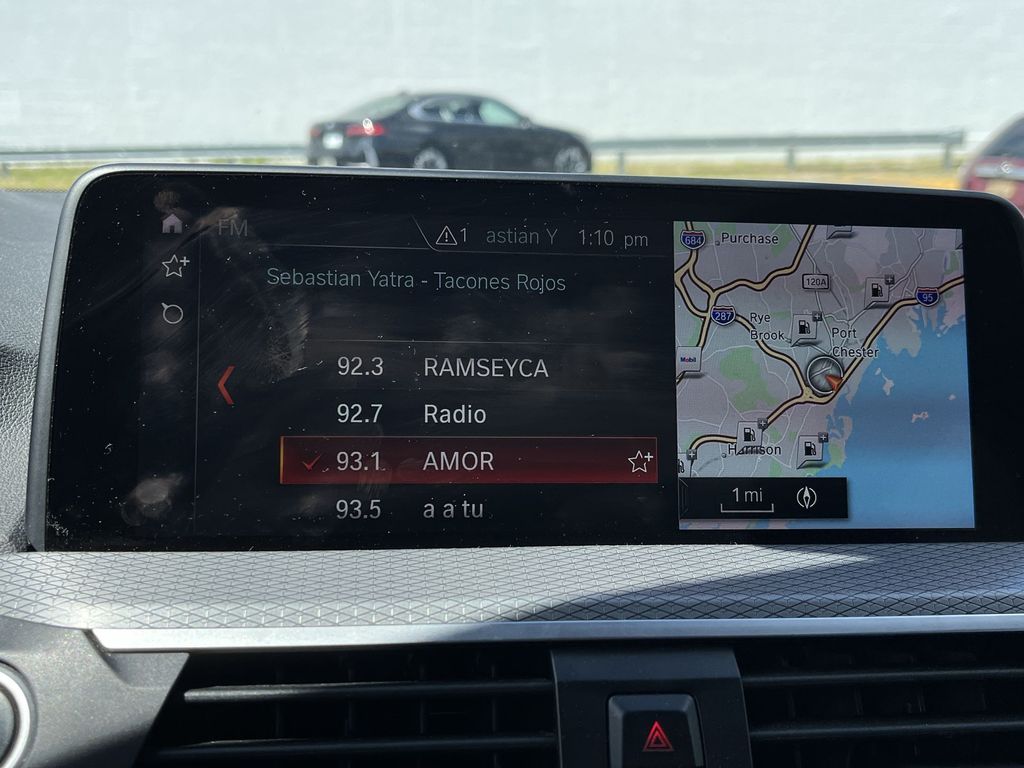 FM
1 astian Y 1:10 pm
Sebastian Yatra - Tacones Rojos
92.3 RAMSEYCA
92.7 Radio
93.1 AMOR
93.5 a a tu
684 Purchase
120A
95
287 Rye
Brook
Port
Chester
Mobil
Harrison
1 mi